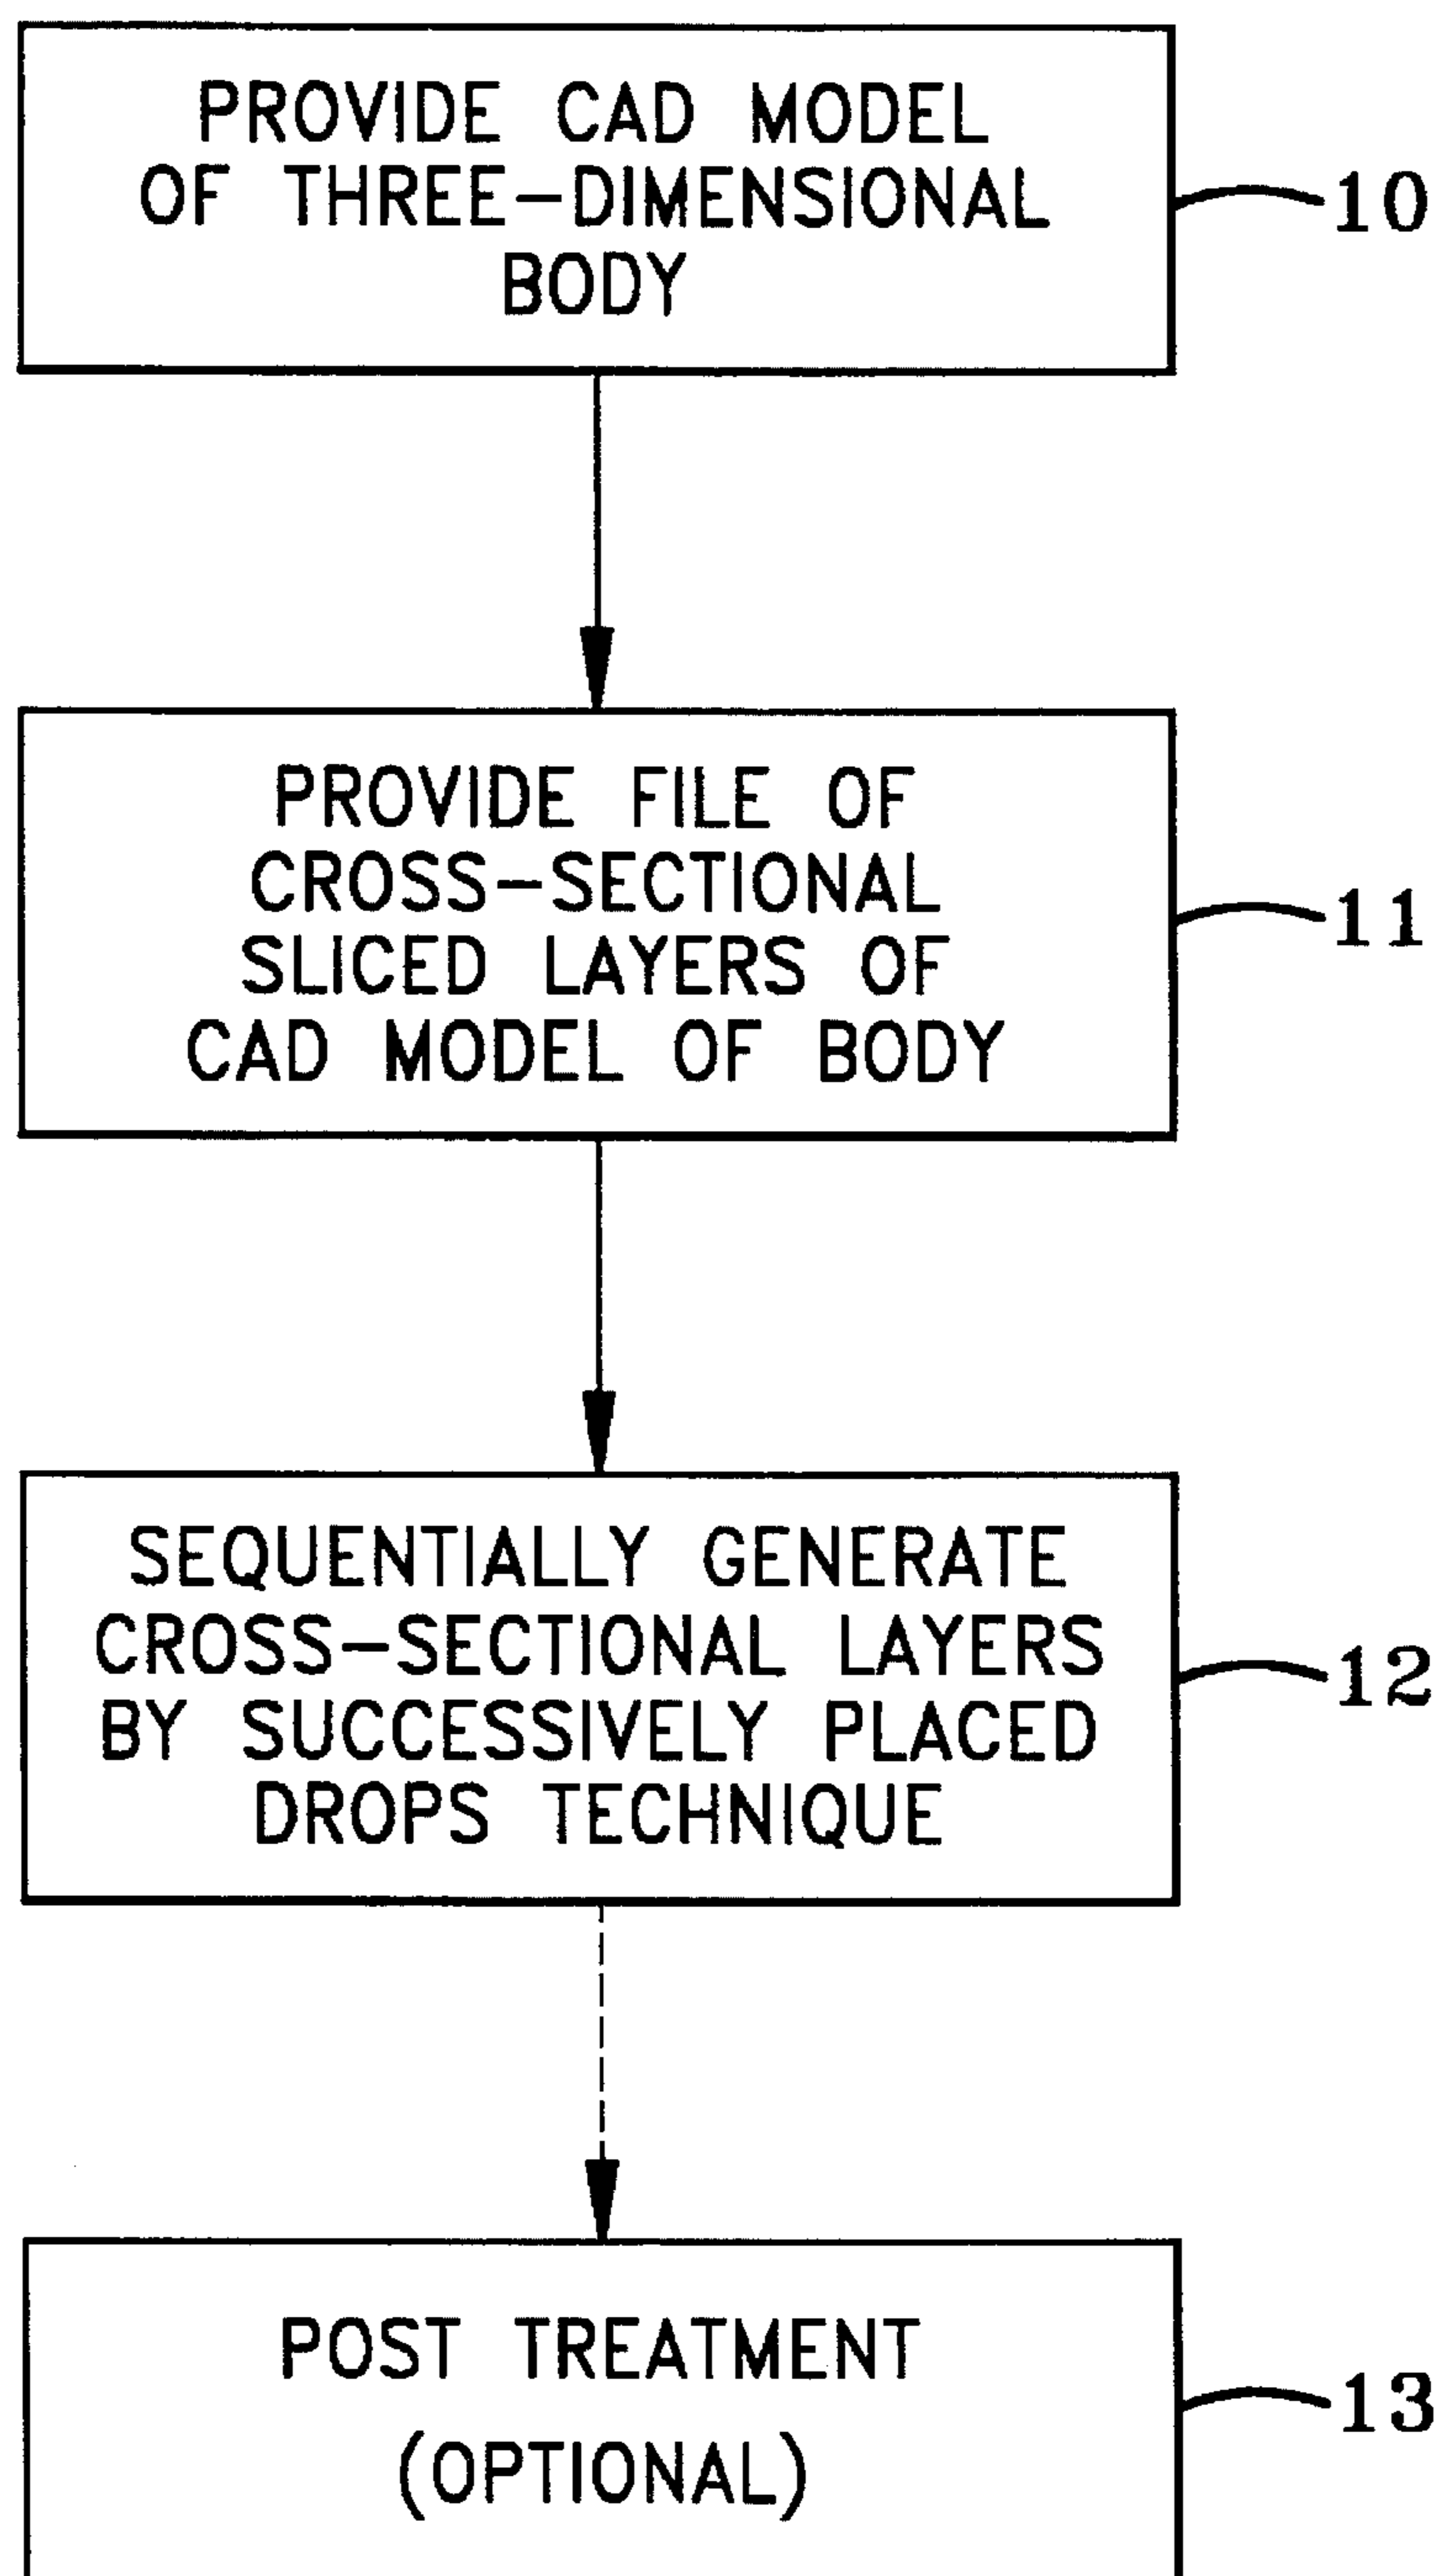 PROVIDE CAD MODEL
OF THREE-DIMENSIONAL
BODY
10
PROVIDE FILE OF
CROSS-SECTIONAL
SLICED LAYERS OF
CAD MODEL OF BODY
11
SEQUENTIALLY GENERATE
CROSS-SECTIONAL LAYERS
BY SUCCESSIVELY PLACED
DROPS TECHNIQUE
12
POST TREATMENT
(OPTIONAL)
13